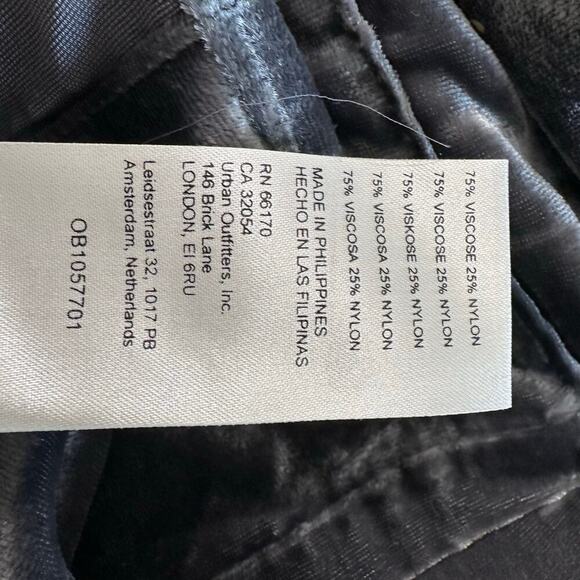 75% VISCOSE 25% NYLON
75% VISCOSE 25% NYLON
75% VISKOSE 25% NYLON
75% VISCOSA 25% NYLON
75% VISCOSA 25% NYLON
MADE IN PHILIPPINES
HECHO EN LAS FILIPINAS
RN 66170
CA 32054
Urban Outfitters, Inc.
146 Brick Lane
LONDON, EI 6RU
Leidsestraat 32, 1017 PB
Amsterdam, Netherlands
OB1057701